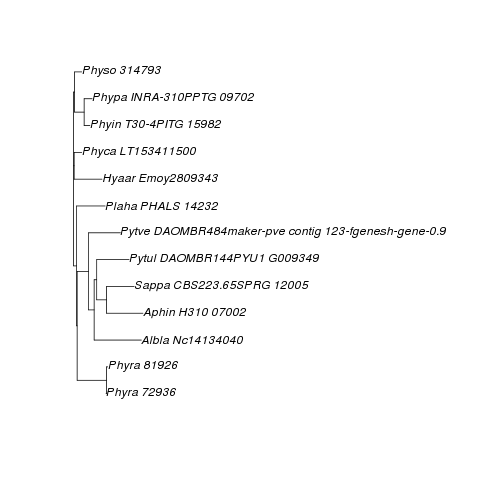 Physo 314793
Phypa INRA-310PPTG 09702
Phyin T30-4PITG 15982
Phyca LT153411500
Hyaar Emoy2809343
Plaha PHALS 14232
Pytve DAOMBR484maker-pve contig 123-fgenesh-gene-0.9
Pytul DAOMBR144PYU1 G009349
Sappa CBS223.65SPRG 12005
Aphin H310 07002
Albla Nc14134040
Phyra 81926
Phyra 72936